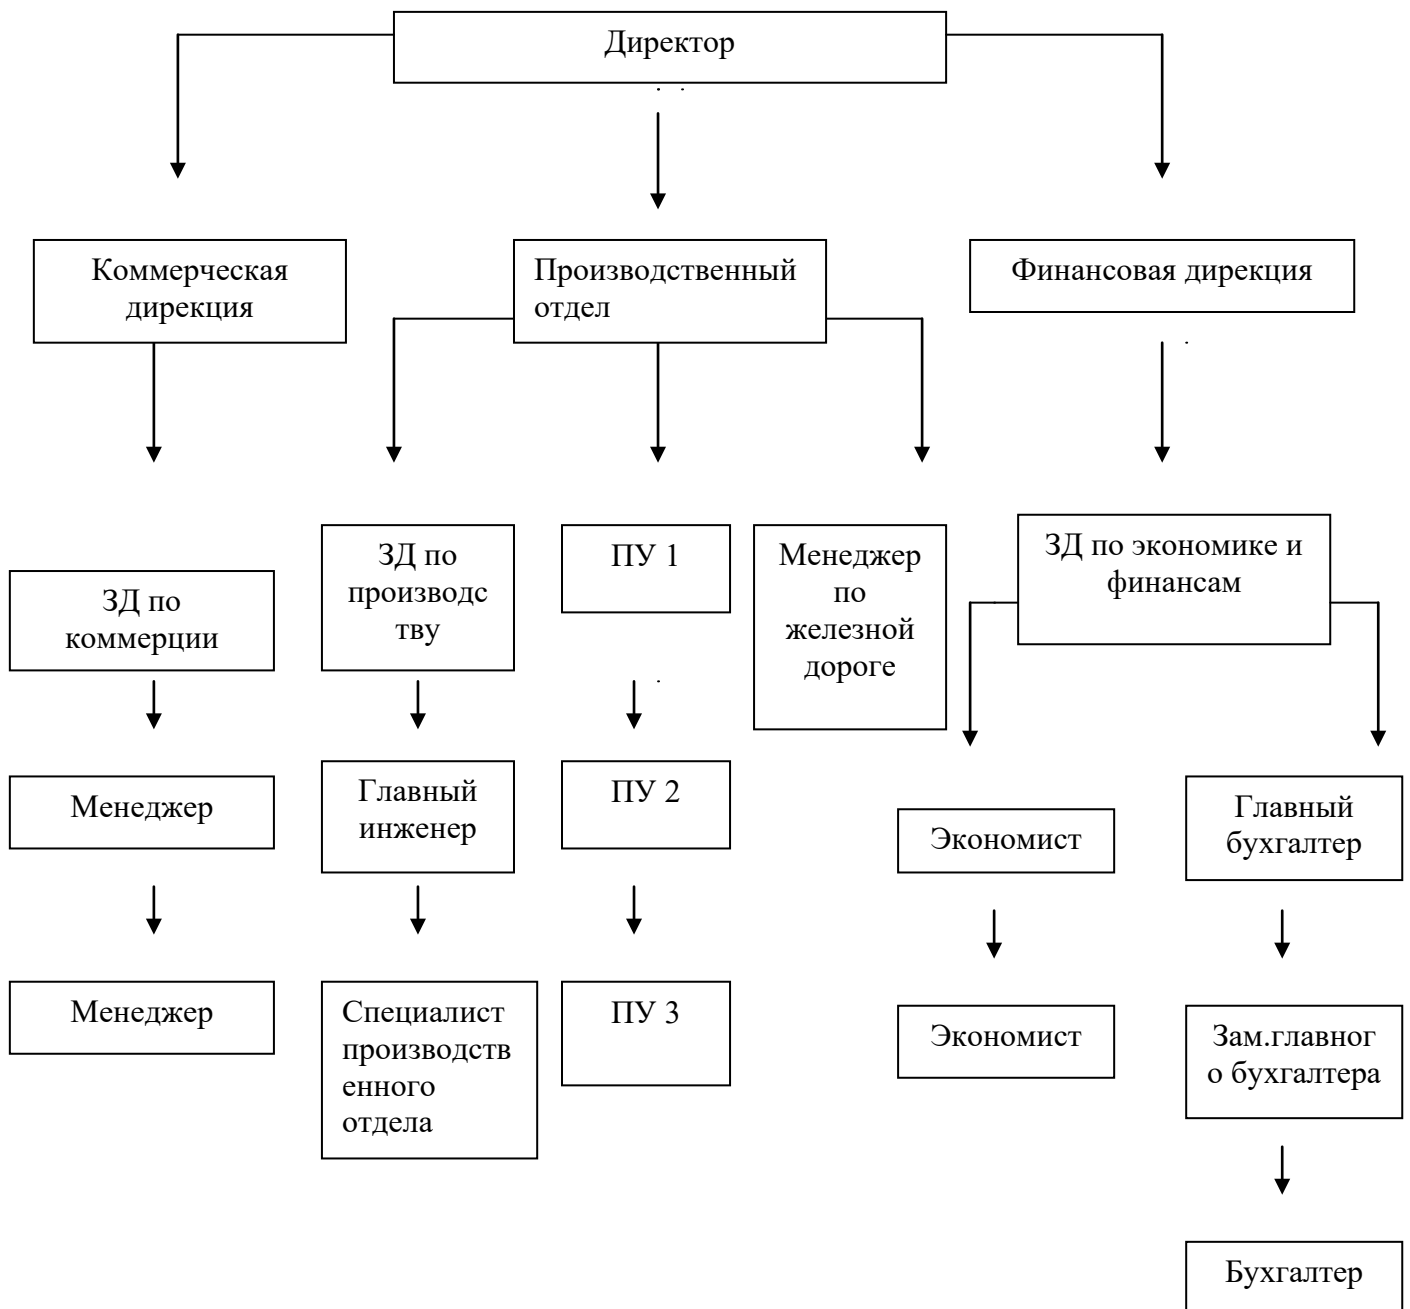 Директор
Коммерческая
дирекция
Производственный
отдел
Финансовая дирекция
ЗД по
коммерции
ЗД по
производс
тву
ПУ 1
Менеджер
по
железной
дороге
ЗД по экономике и
финансам
Менеджер
Главный
инженер
ПУ 2
Экономист
Главный
бухгалтер
Менеджер
Специалист
производств
енного
отдела
ПУ 3
Экономист
Зам.главног
о бухгалтера
Бухгалтер